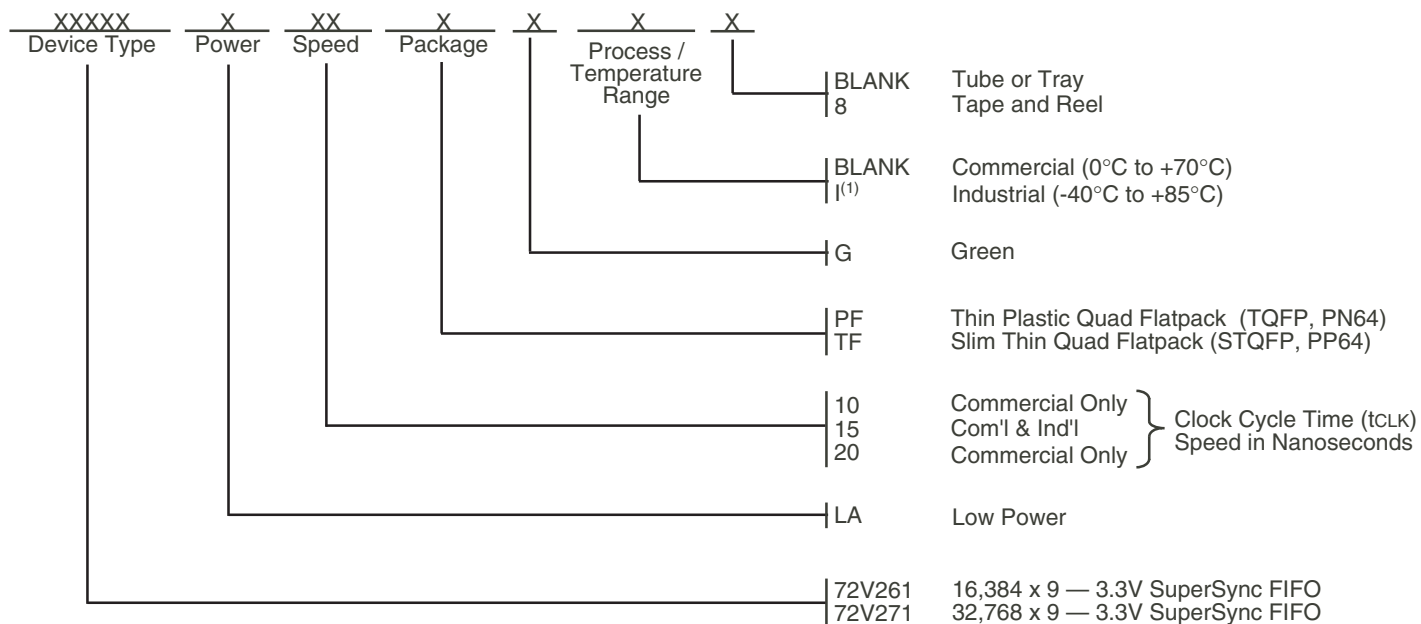 XXXXX X XX X X X X
Device Type Power Speed Package Process / Temperature Range
BLANK Tube or Tray
8 Tape and Reel
BLANK Commercial (0°C to +70°C)
I(1) Industrial (-40°C to +85°C)
G Green
PF Thin Plastic Quad Flatpack (TQFP, PN64)
TF Slim Thin Quad Flatpack (STQFP, PP64)
10 Commercial Only
15 Com'l & Ind'l
20 Commercial Only
Clock Cycle Time (tCLK)
Speed in Nanoseconds
LA Low Power
72V261 16,384 x 9 — 3.3V SuperSync FIFO
72V271 32,768 x 9 — 3.3V SuperSync FIFO